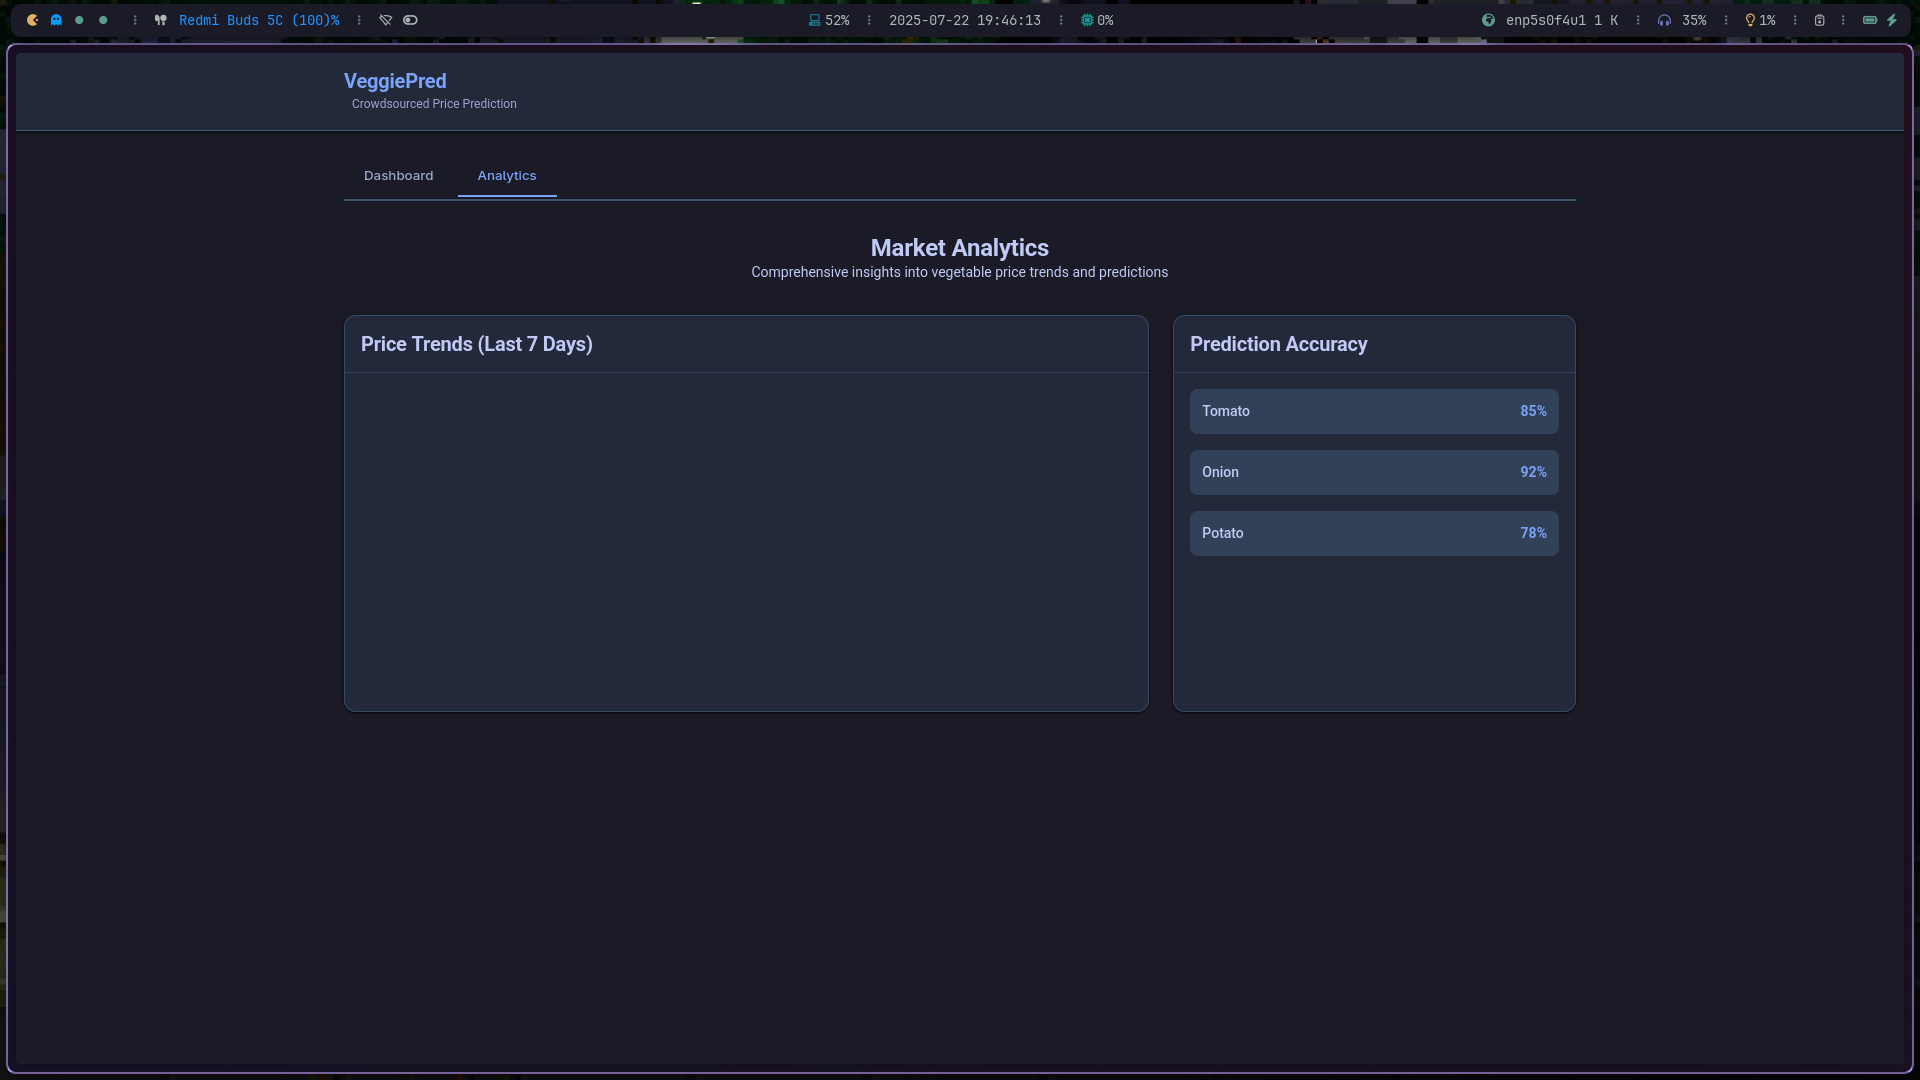 Redmi Buds 5C (100)%
52%
2025-07-22 19:46:13
0%
enp5s0f4u1 1 K
35%
1%
VeggiePred
Crowdsourced Price Prediction
Dashboard
Analytics
Market Analytics
Comprehensive insights into vegetable price trends and predictions
Price Trends (Last 7 Days)
Prediction Accuracy
Tomato 85%
Onion 92%
Potato 78%